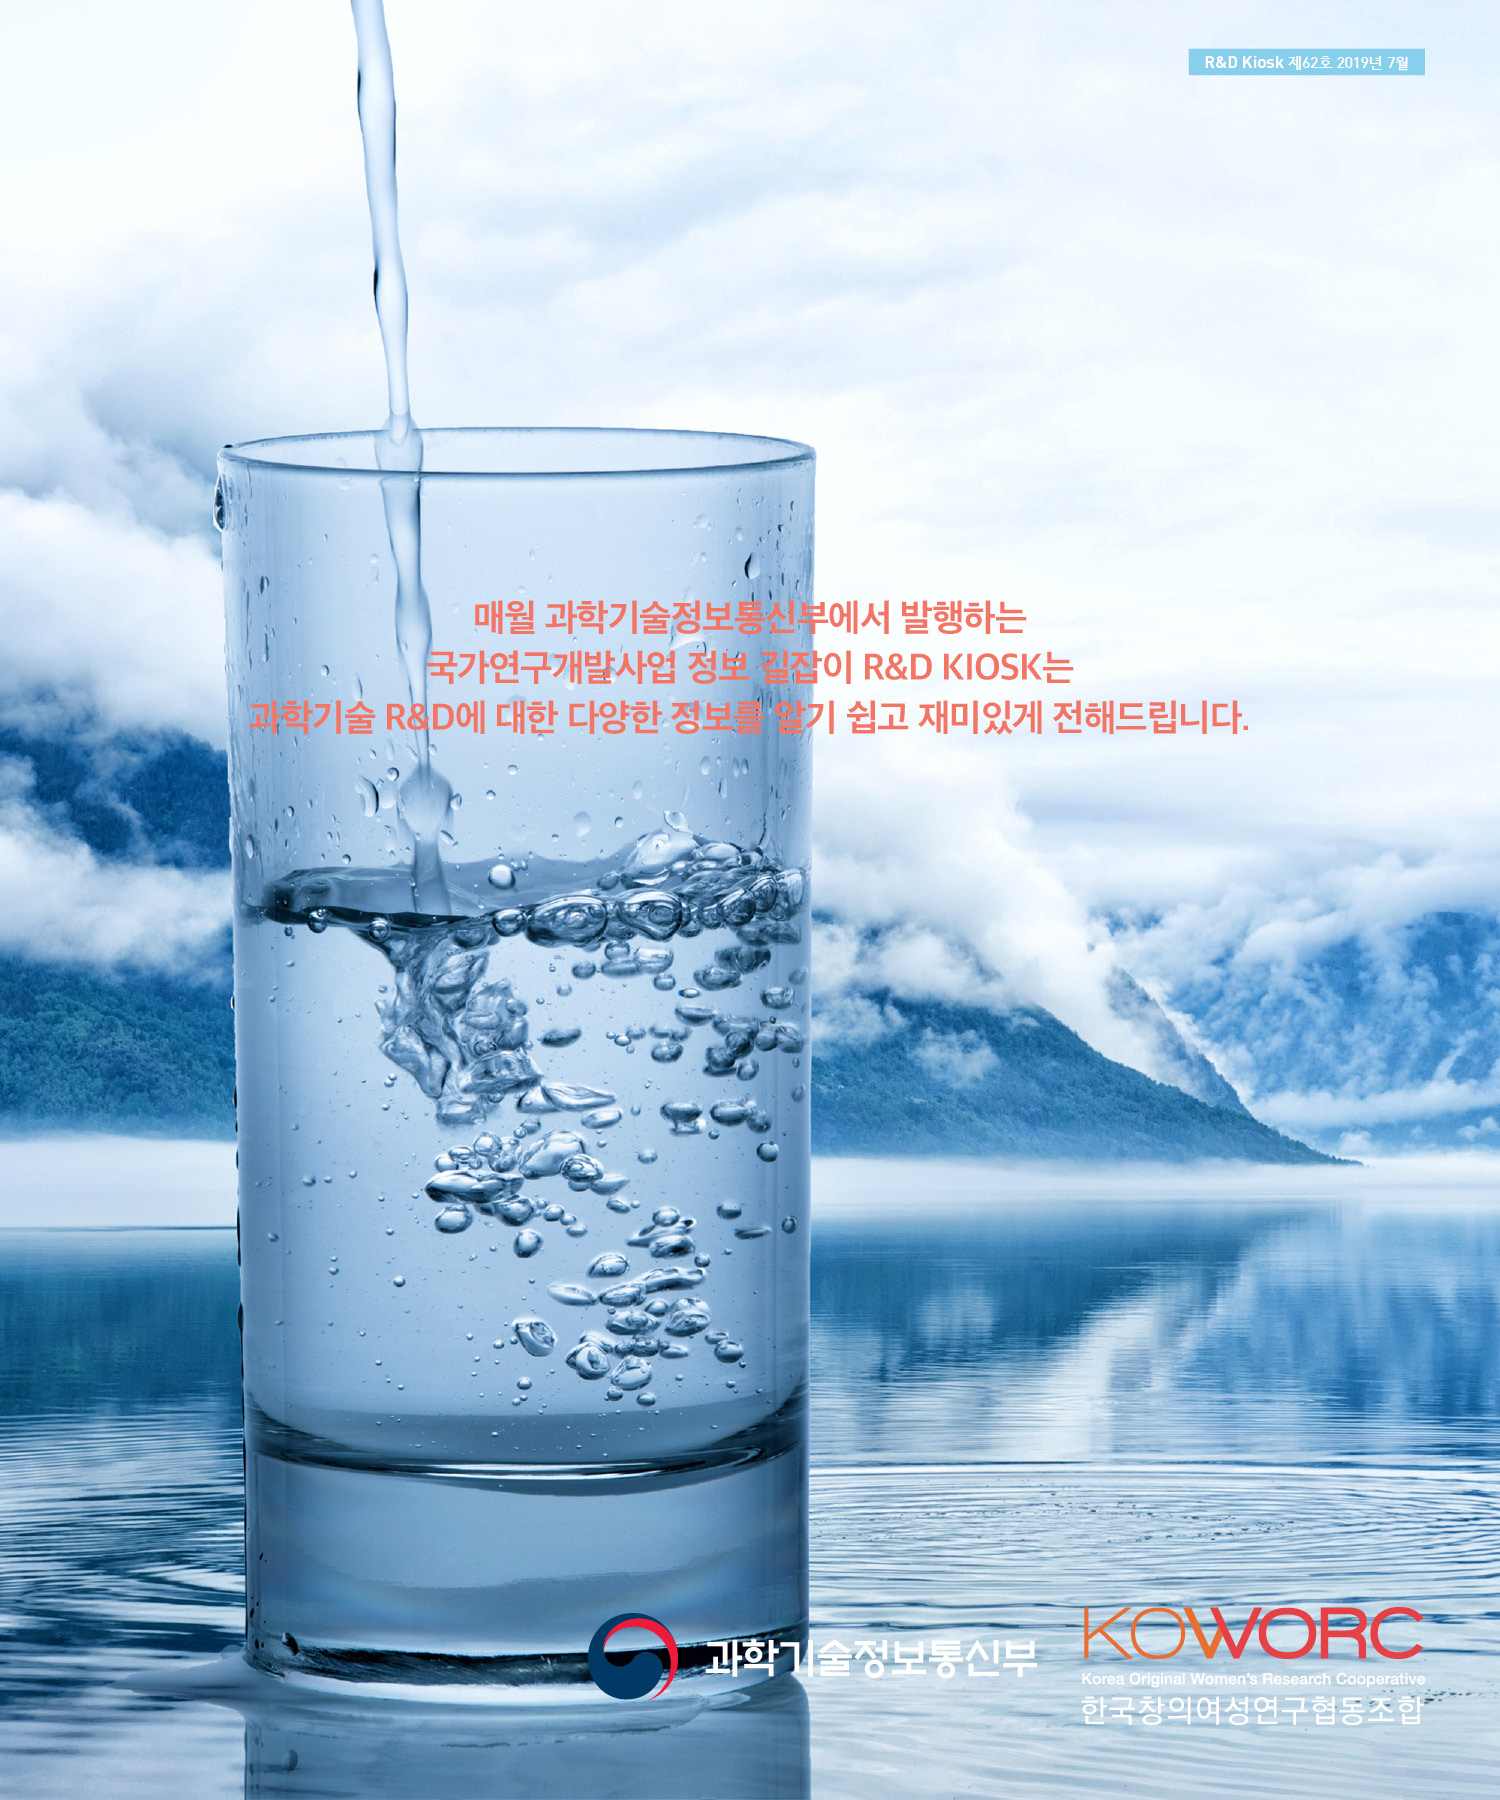 R&D Kiosk 제62호 2019년 7월
매월 과학기술정보통신부에서 발행하는
국가연구개발사업 정보 길잡이 R&D KIOSK는
과학기술 R&D에 대한 다양한 정보를 알기 쉽고 재미있게 전해드립니다.
과학기술정보통신부
KOWORC
Korea Original Women's Research Cooperative
한국창의여성연구협동조합